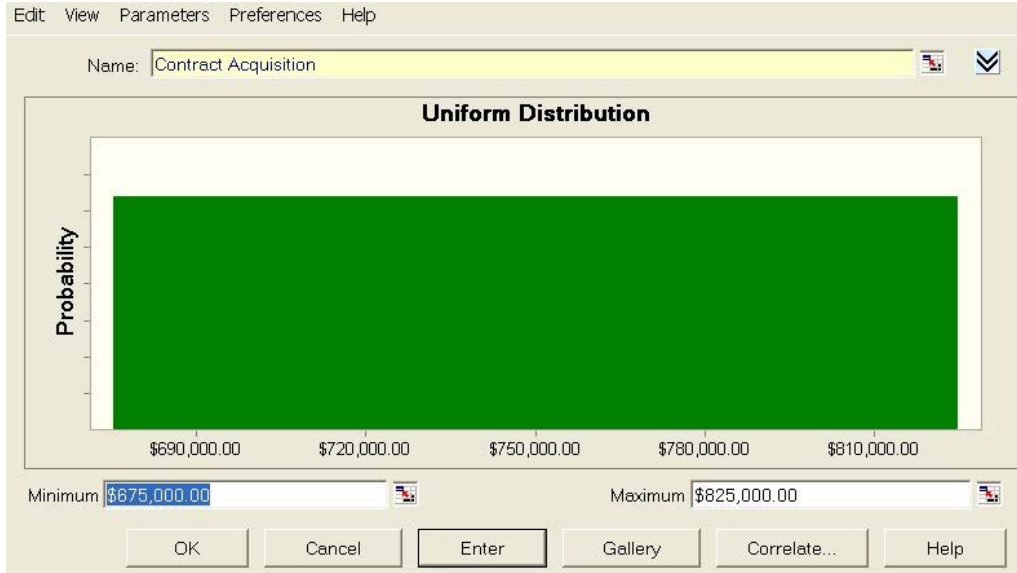 Edit View Parameters Preferences Help
Name: Contract Acquisition
Uniform Distribution
Probability
$690,000.00 $720,000.00 $750,000.00 $780,000.00 $810,000.00
Minimum $675,000.00 Maximum $825,000.00
OK Cancel Enter Gallery Correlate... Help